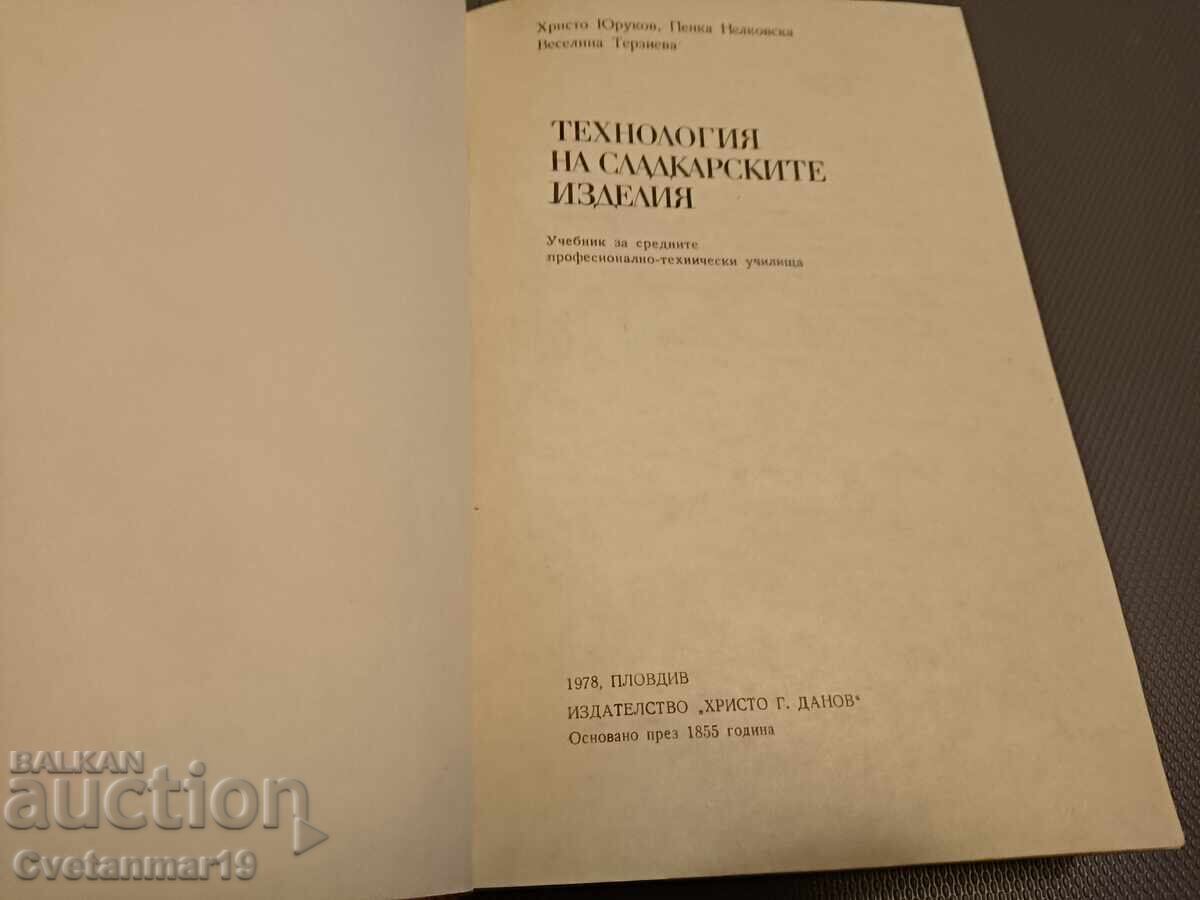 Христо Юруков, Пенка Нелковска
Веселина Терзиева
ТЕХНОЛОГИЯ
НА СЛАДКАРСКИТЕ
ИЗДЕЛИЯ
Учебник за средните
професионално-технически училища
1978, ПЛОВДИВ
ИЗДАТЕЛСТВО „ХРИСТО Г. ДАНОВ“
Основано през 1855 година
BALKAN
auction
Cvetanmar19